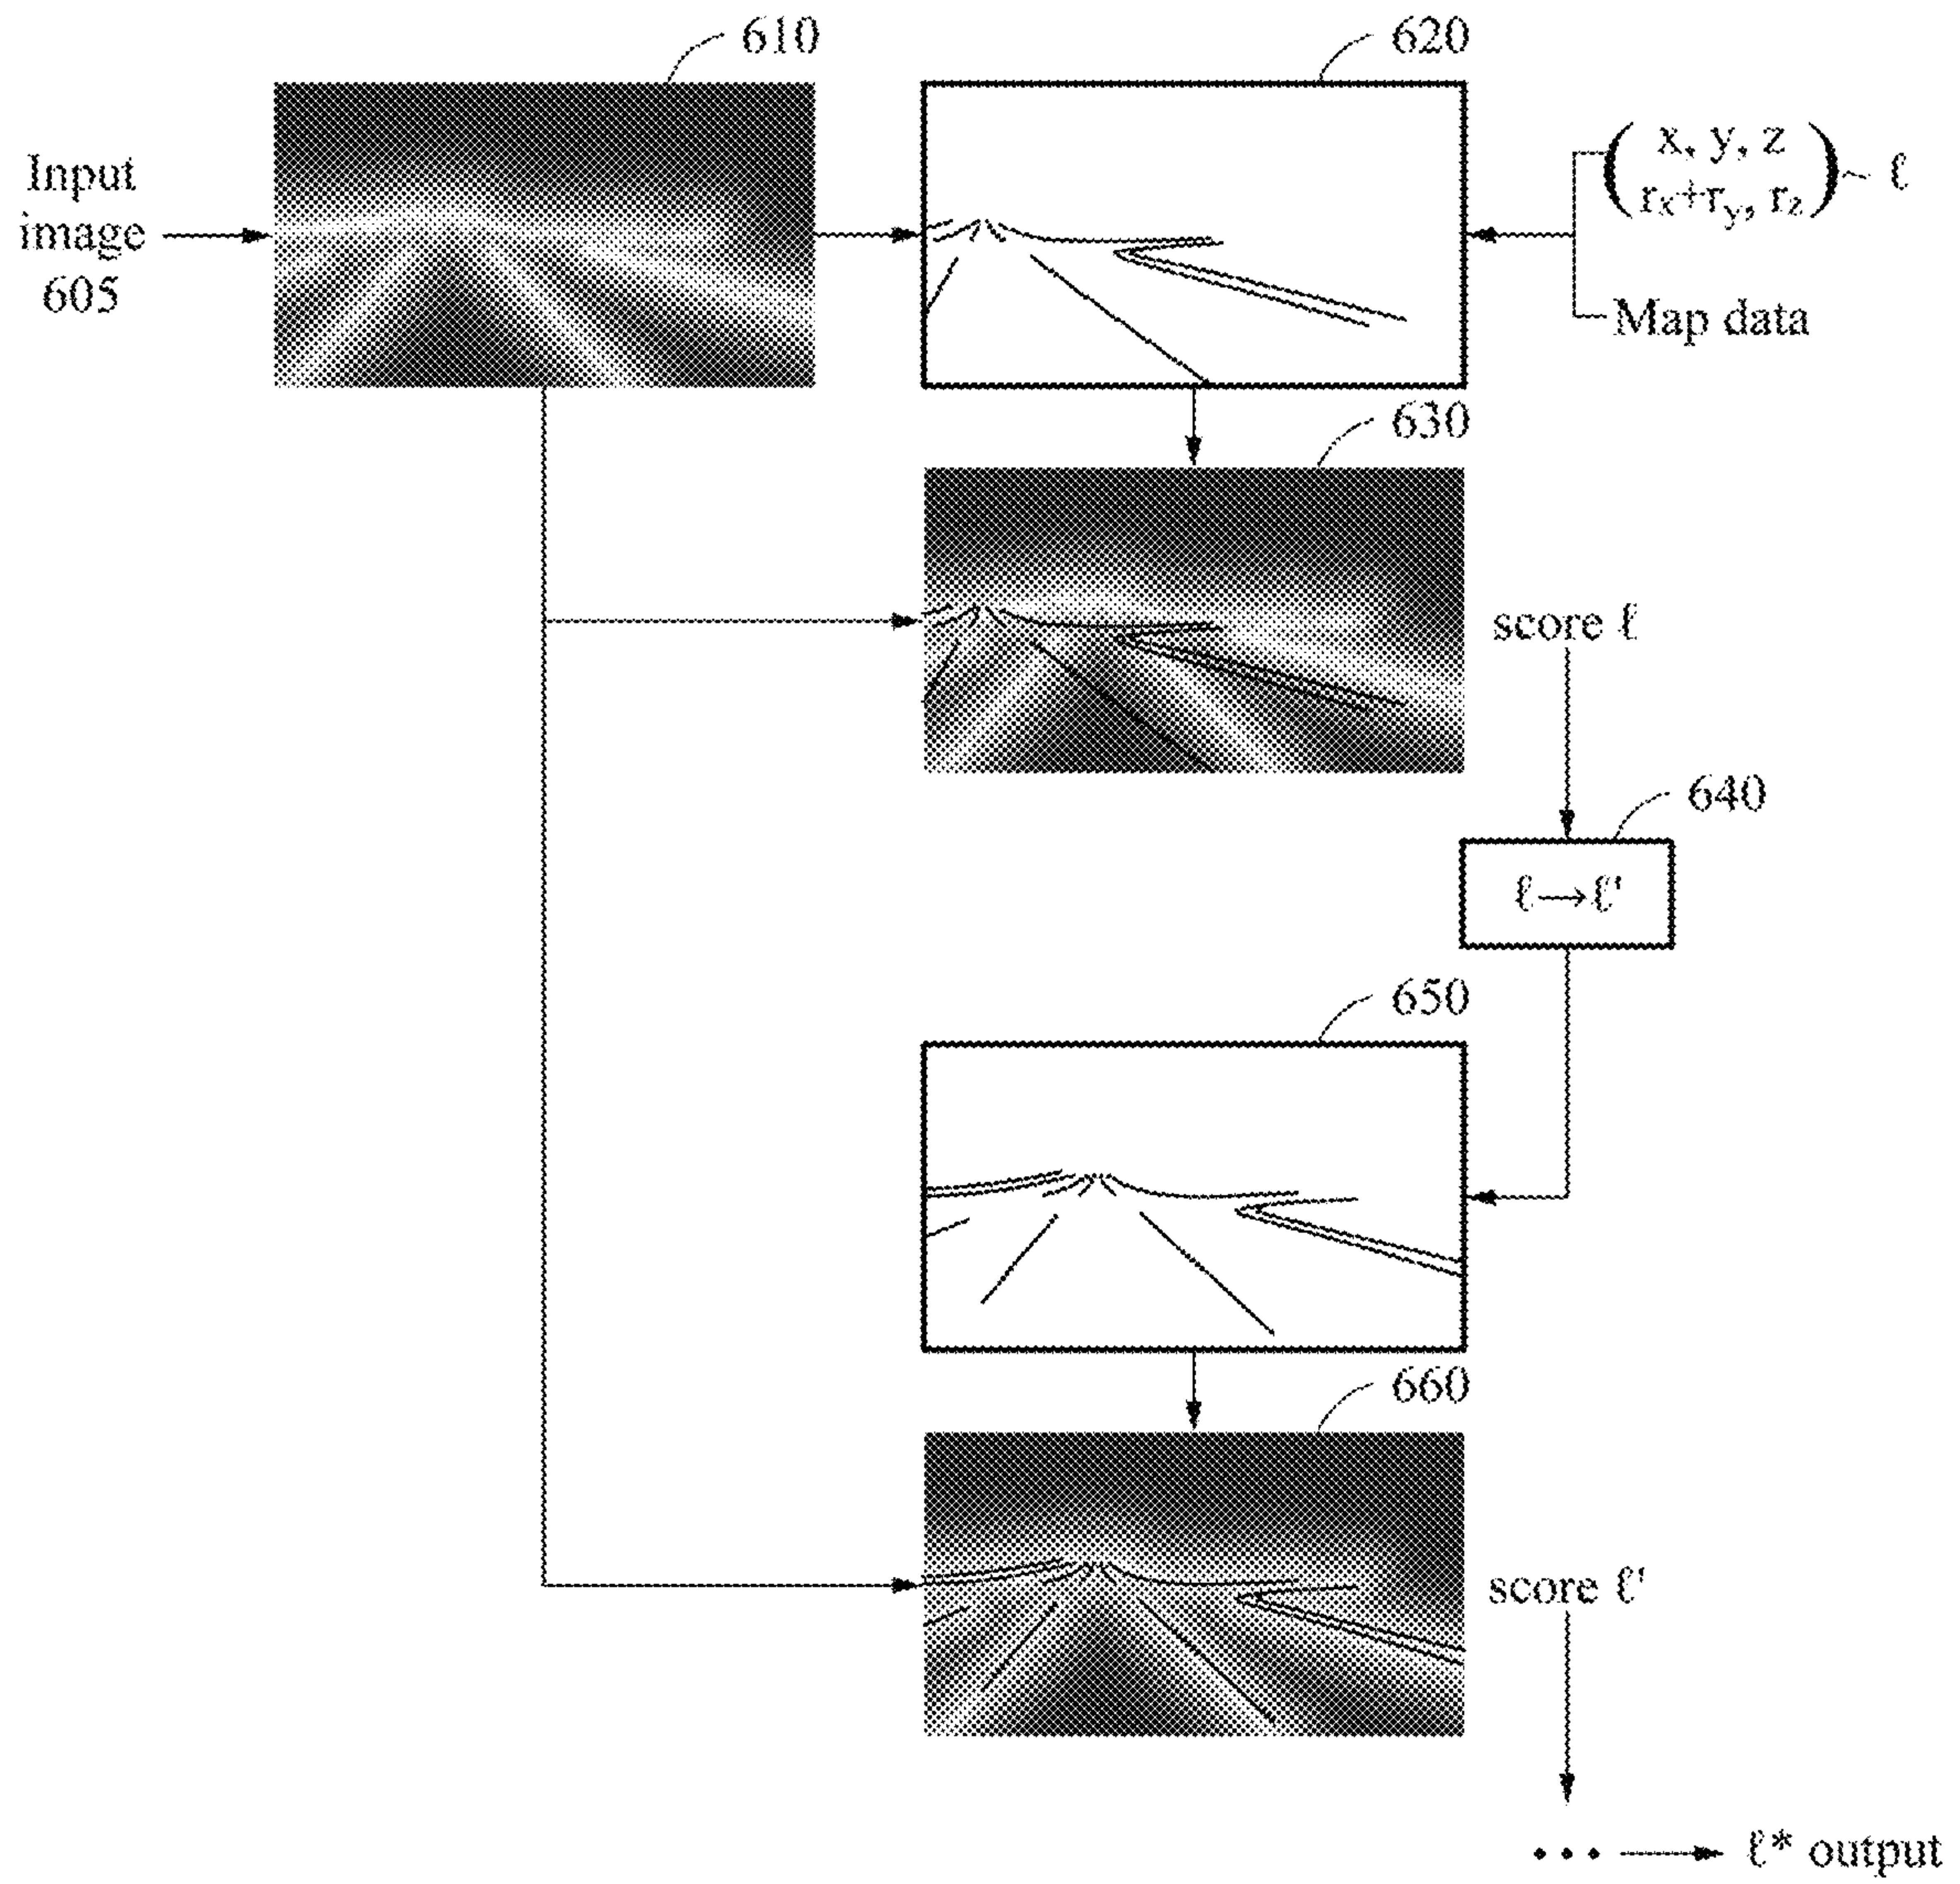 610
620
Input
image
605
x, y, z
rx+ry, rz
~ ℓ
Map data
630
score ℓ
640
ℓ→ℓ'
650
660
score ℓ'
••• → ℓ* output